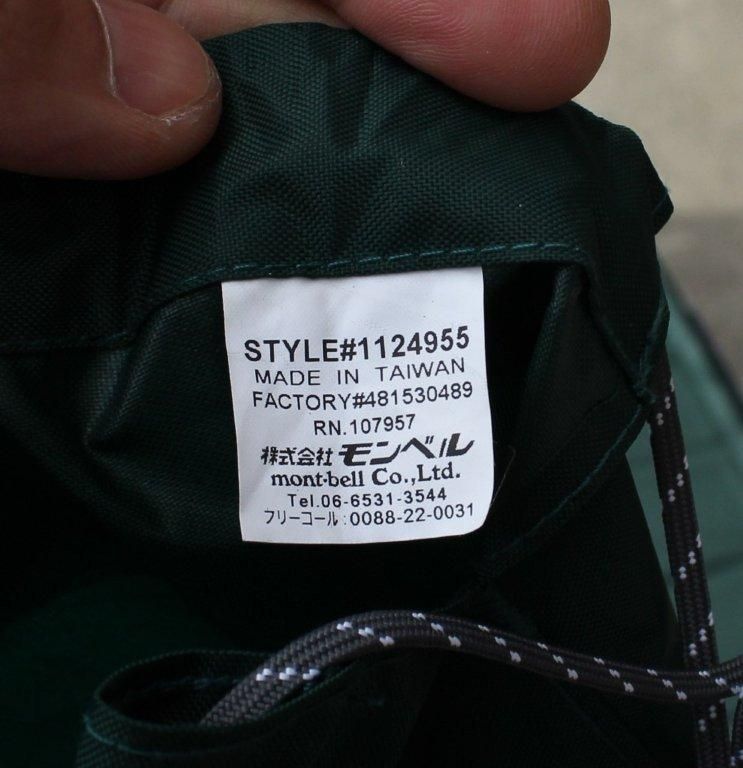 STYLE#1124955
MADE IN TAIWAN
FACTORY#481530489
RN.107957
株式会社 モンベル
mont-bell Co.,Ltd.
Tel.06-6531-3544
フリーコール:0088-22-0031